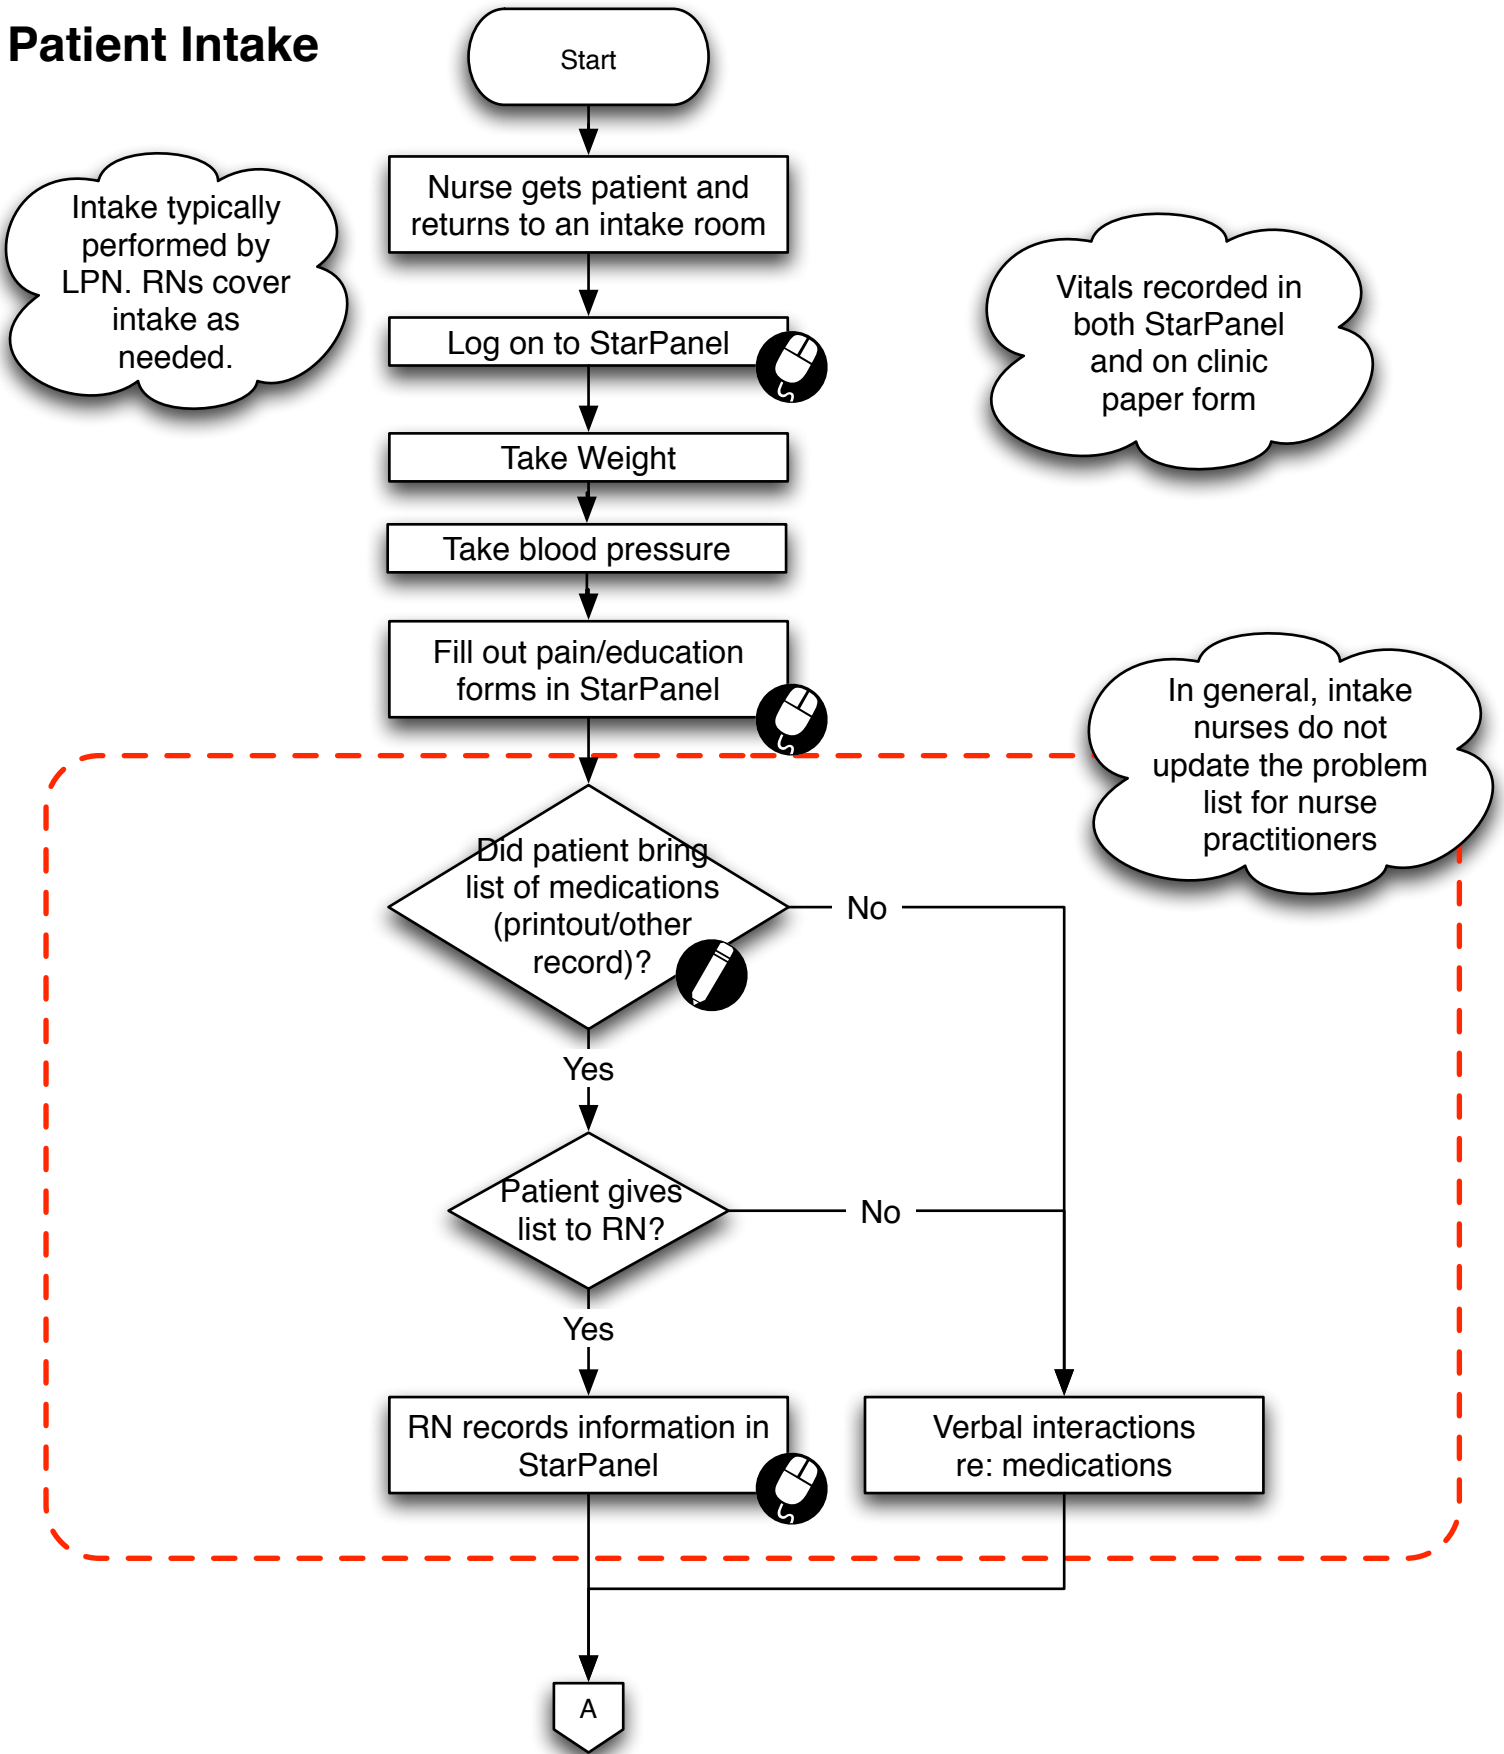 Patient Intake
Start
Nurse gets patient and
returns to an intake room
Intake typically
performed by
LPN. RNs cover
intake as
needed.
Vitals recorded in
both StarPanel
and on clinic
paper form
Log on to StarPanel
Take Weight
Take blood pressure
Fill out pain/education
forms in StarPanel
In general, intake
nurses do not
update the problem
list for nurse
practitioners
Did patient bring
list of medications
(printout/other
record)?
No
Yes
Patient gives
list to RN?
No
Yes
RN records information in
StarPanel
Verbal interactions
re: medications
A